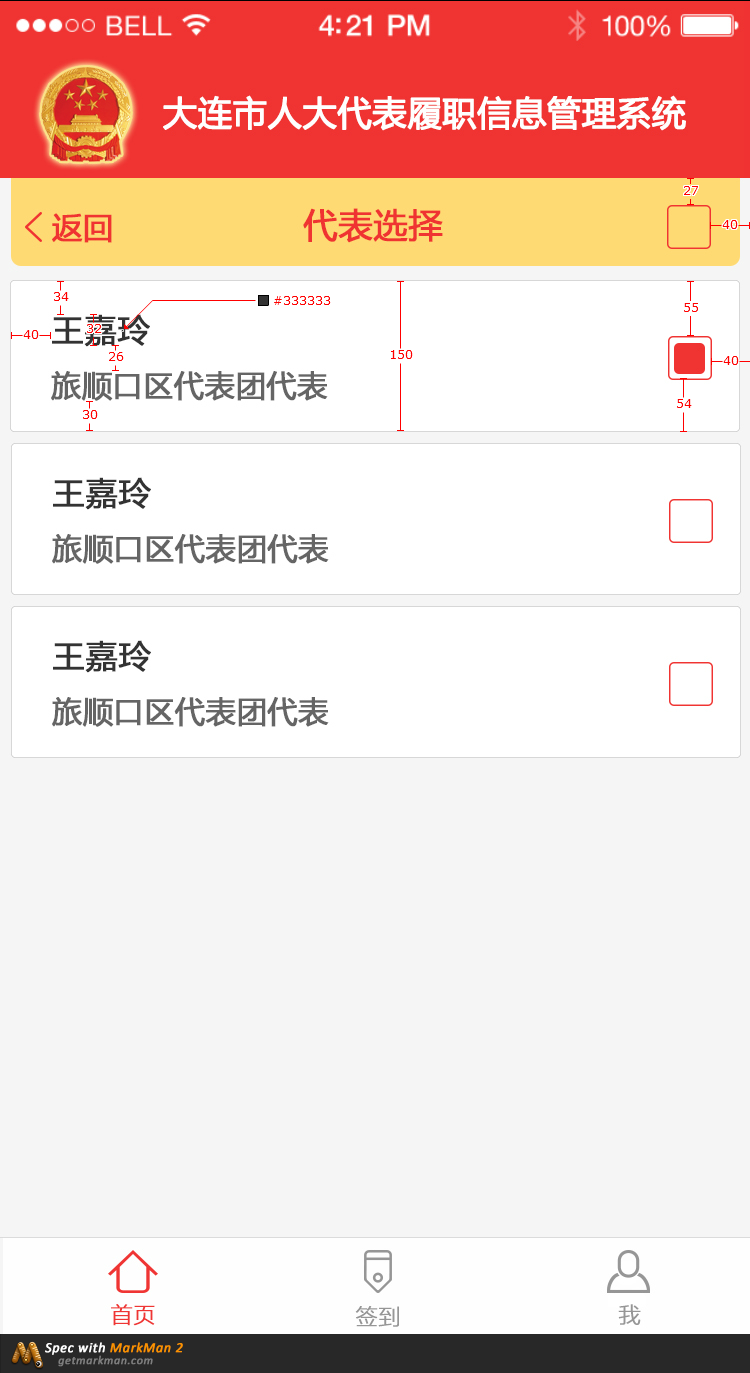 BELL 4:21 PM 100%
大连市人大代表履职信息管理系统
27
返回 代表选择 40
34 #333333 55
40 王嘉玲 32
26 150 40
旅顺口区代表团代表
30 54
王嘉玲
旅顺口区代表团代表
王嘉玲
旅顺口区代表团代表
首页 签到 我
Spec with MarkMan 2
getmarkman.com